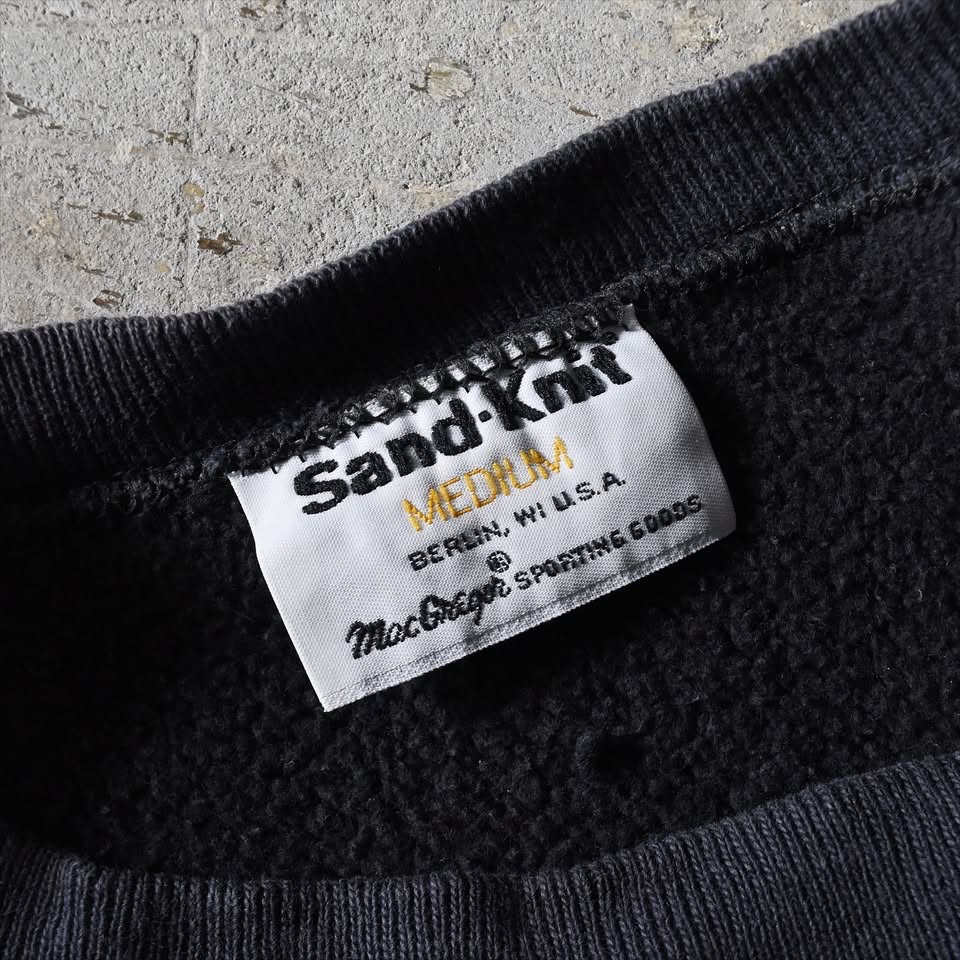 Sand-Knit®
MEDIUM
BERLIN, WI U.S.A.
MacGregor SPORTING GOODS